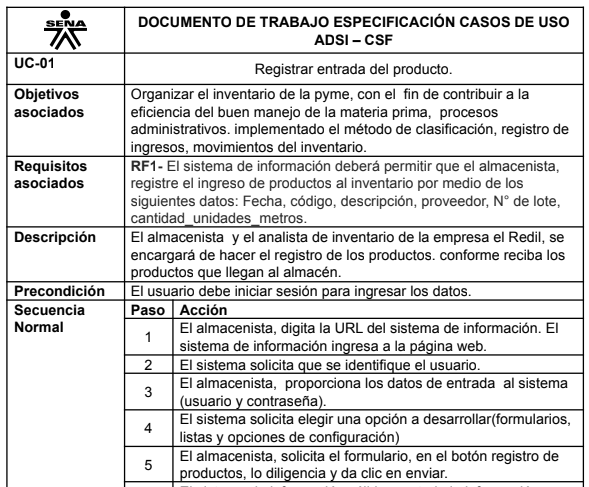 SENA
DOCUMENTO DE TRABAJO ESPECIFICACIÓN CASOS DE USO
ADSI – CSF
UC-01
Registrar entrada del producto.
Objetivos
asociados
Organizar el inventario de la pyme, con el fin de contribuir a la
eficiencia del buen manejo de la materia prima, procesos
administrativos. implementado el método de clasificación, registro de
ingresos, movimientos del inventario.
Requisitos
asociados
RF1- El sistema de información deberá permitir que el almacenista,
registre el ingreso de productos al inventario por medio de los
siguientes datos: Fecha, código, descripción, proveedor, N° de lote,
cantidad_unidades_metros.
Descripción
El almacenista y el analista de inventario de la empresa el Redil, se
encargará de hacer el registro de los productos. conforme reciba los
productos que llegan al almacén.
Precondición
El usuario debe iniciar sesión para ingresar los datos.
Secuencia
Normal
Paso Acción
1
El almacenista, digita la URL del sistema de información. El
sistema de información ingresa a la página web.
2
El sistema solicita que se identifique el usuario.
3
El almacenista, proporciona los datos de entrada al sistema
(usuario y contraseña).
4
El sistema solicita elegir una opción a desarrollar(formularios,
listas y opciones de configuración)
5
El almacenista, solicita el formulario, en el botón registro de
productos, lo diligencia y da clic en enviar.